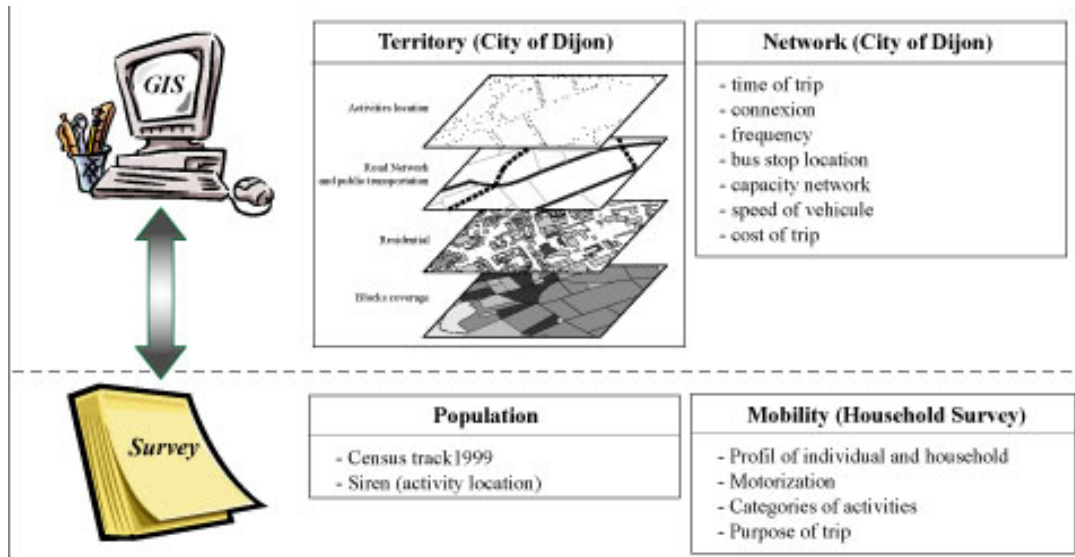 GIS
Territory (City of Dijon)
Activities location
Road Network
and public transportation
Residential
Blocks coverage
Network (City of Dijon)
- time of trip
- connexion
- frequency
- bus stop location
- capacity network
- speed of vehicule
- cost of trip
Survey
Population
- Census track1999
- Siren (activity location)
Mobility (Household Survey)
- Profil of individual and household
- Motorization
- Categories of activities
- Purpose of trip